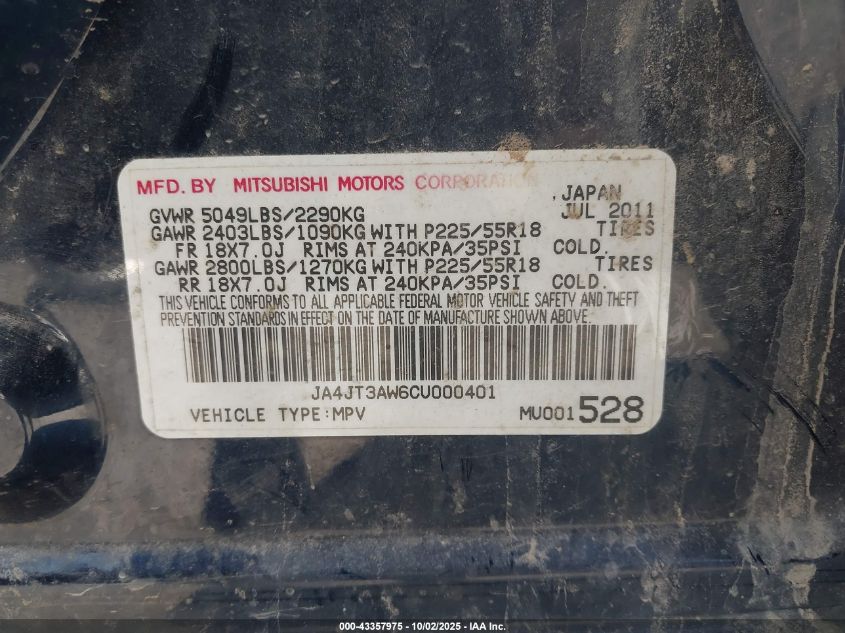 MFD. BY MITSUBISHI MOTORS CORPORATION, JAPAN
GVWR 5049LBS/2290KG JUL 2011
GAWR 2403LBS/1090KG WITH P225/55R18 TIRES
FR 18X7.0J RIMS AT 240KPA/35PSI COLD.
GAWR 2800LBS/1270KG WITH P225/55R18 TIRES
RR 18X7.0J RIMS AT 240KPA/35PSI COLD.
THIS VEHICLE CONFORMS TO ALL APPLICABLE FEDERAL MOTOR VEHICLE SAFETY AND THEFT
PREVENTION STANDARDS IN EFFECT ON THE DATE OF MANUFACTURE SHOWN ABOVE.
JA4JT3AW6CU000401
VEHICLE TYPE:MPV MU001 528
000-43357975 - 10/02/2025 - IAA Inc.